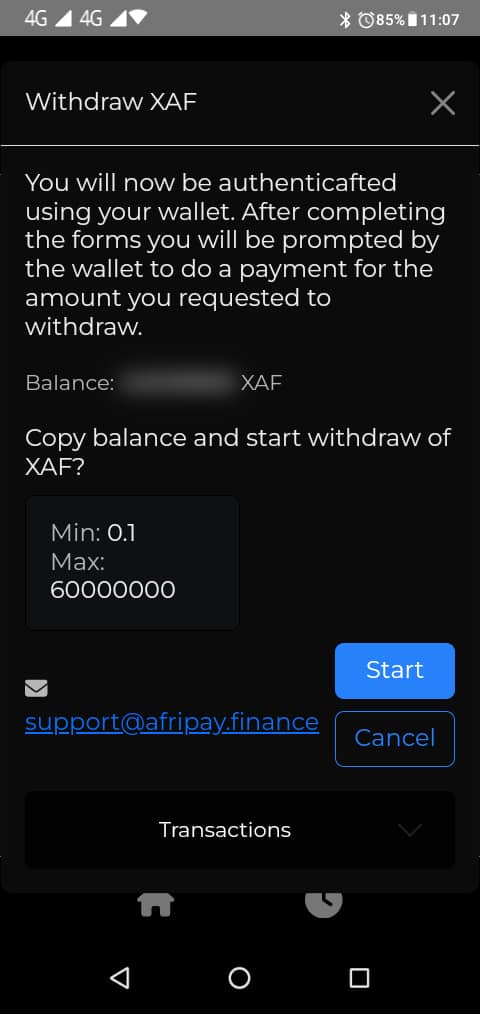 4G 4G 85% 11:07
Withdraw XAF
You will now be authenticafted
using your wallet. After completing
the forms you will be prompted by
the wallet to do a payment for the
amount you requested to
withdraw.
Balance: XAF
Copy balance and start withdraw of
XAF?
Min: 0.1
Max:
60000000
Start
support@afripay.finance
Cancel
Transactions